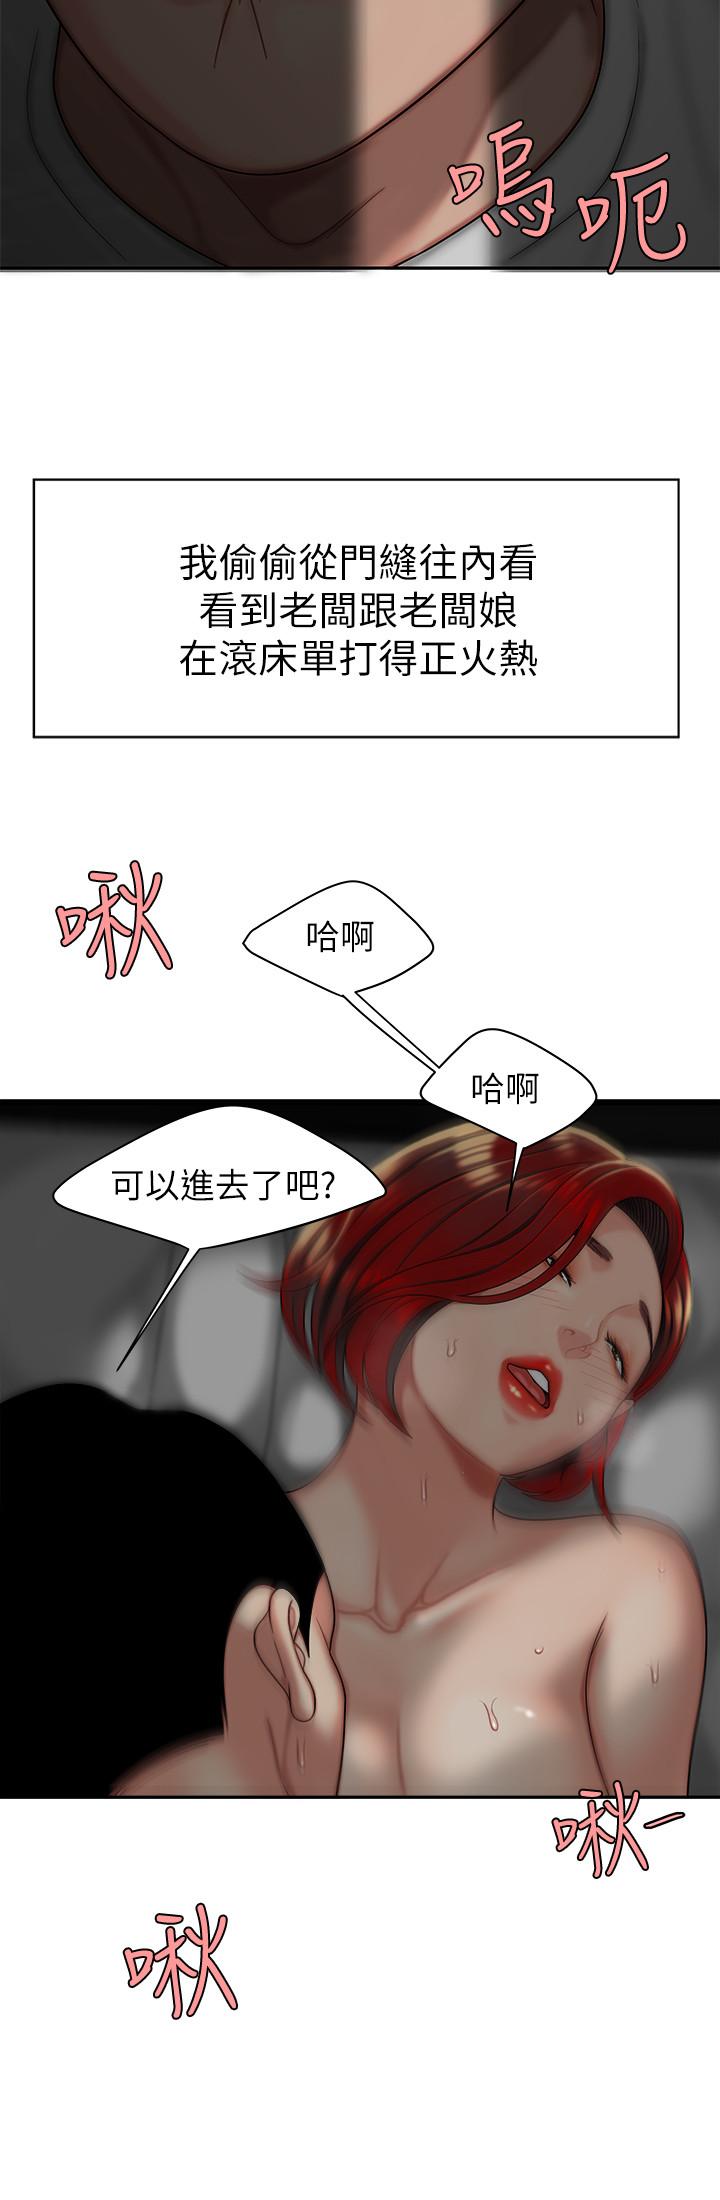 嗚呃
我偷偷從門縫往內看
看到老闆跟老闆娘
在滾床單打得正火熱
啾
哈啊
哈啊
可以進去了吧?
啾-
啾